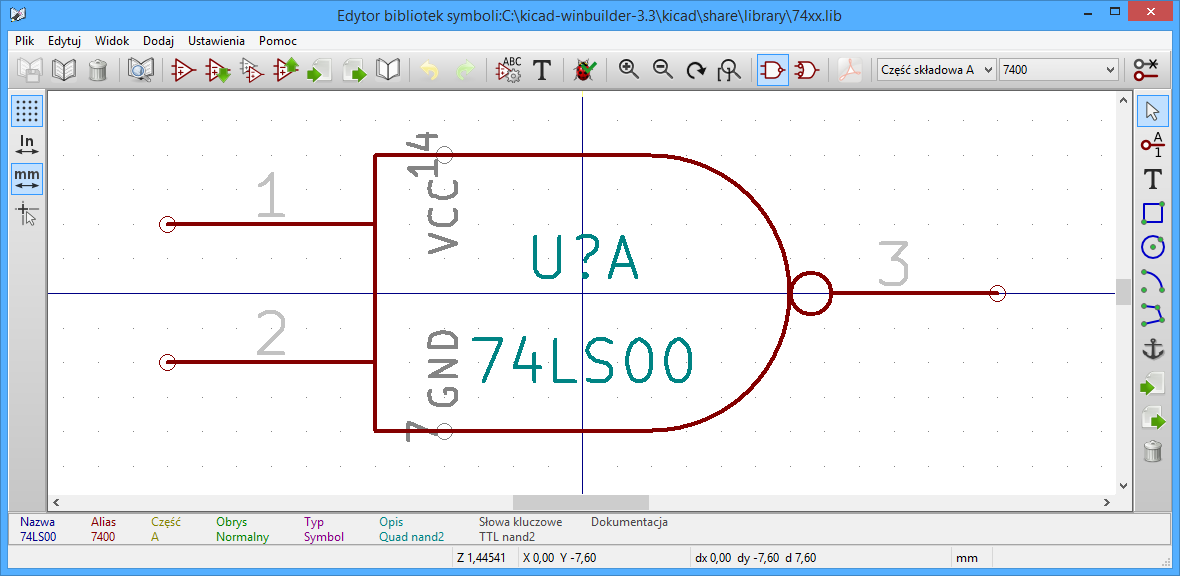 Edytor bibliotek symboli:C:\kicad-winbuilder-3.3\kicad\share\library\74xx.lib
Plik Edytuj Widok Dodaj Ustawienia Pomoc
ABC T Część składowa A 7400
In
mm
A
1
T
14
VCC
1
U?A
3
2
GND
74LS00
7
Nazwa Alias Część Obrys Typ Opis Słowa kluczowe Dokumentacja
74LS00 7400 A Normalny Symbol Quad nand2 TTL nand2
Z 1,44541 X 0,00 Y -7,60 dx 0,00 dy -7,60 d 7,60 mm